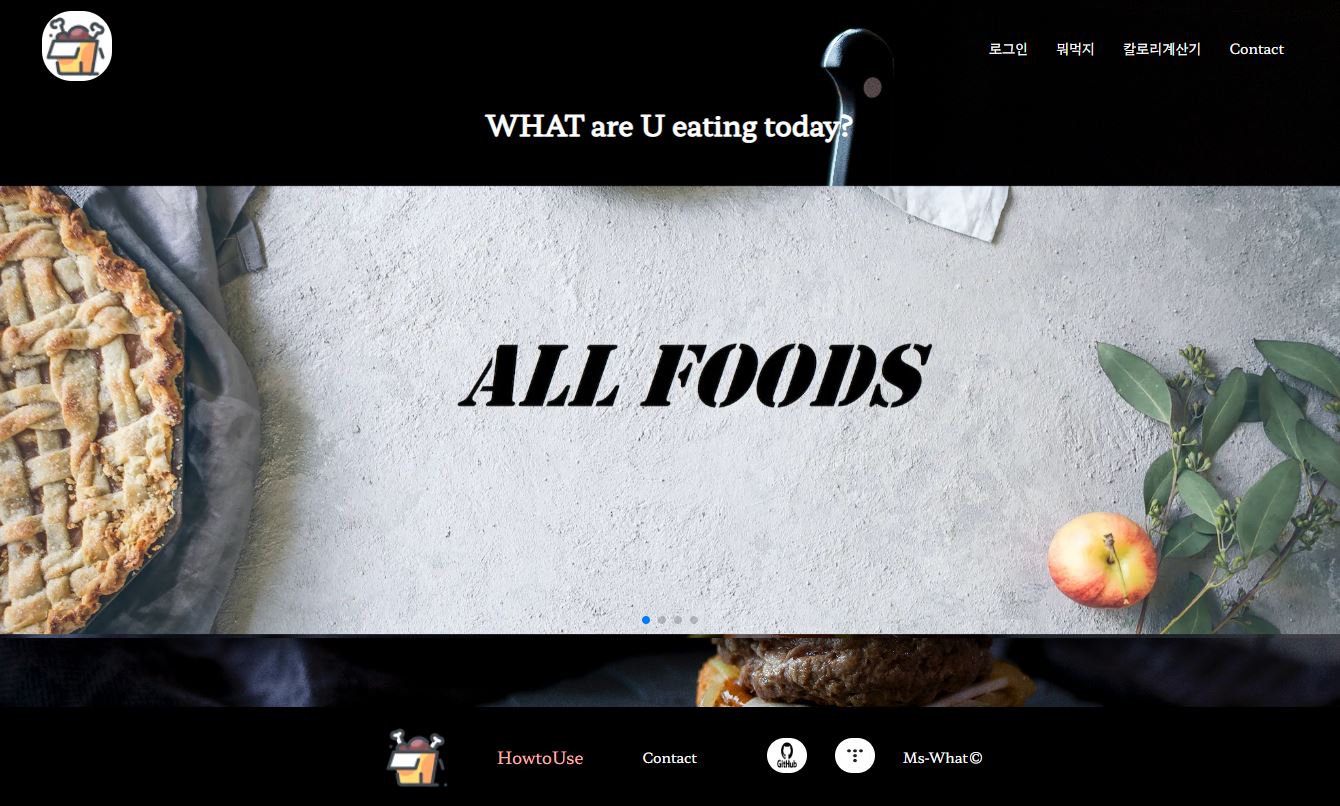 로그인 뭐먹지 칼로리계산기 Contact
WHAT are U eating today?
ALL FOODS
HowtoUse Contact GitHub Ms-What©